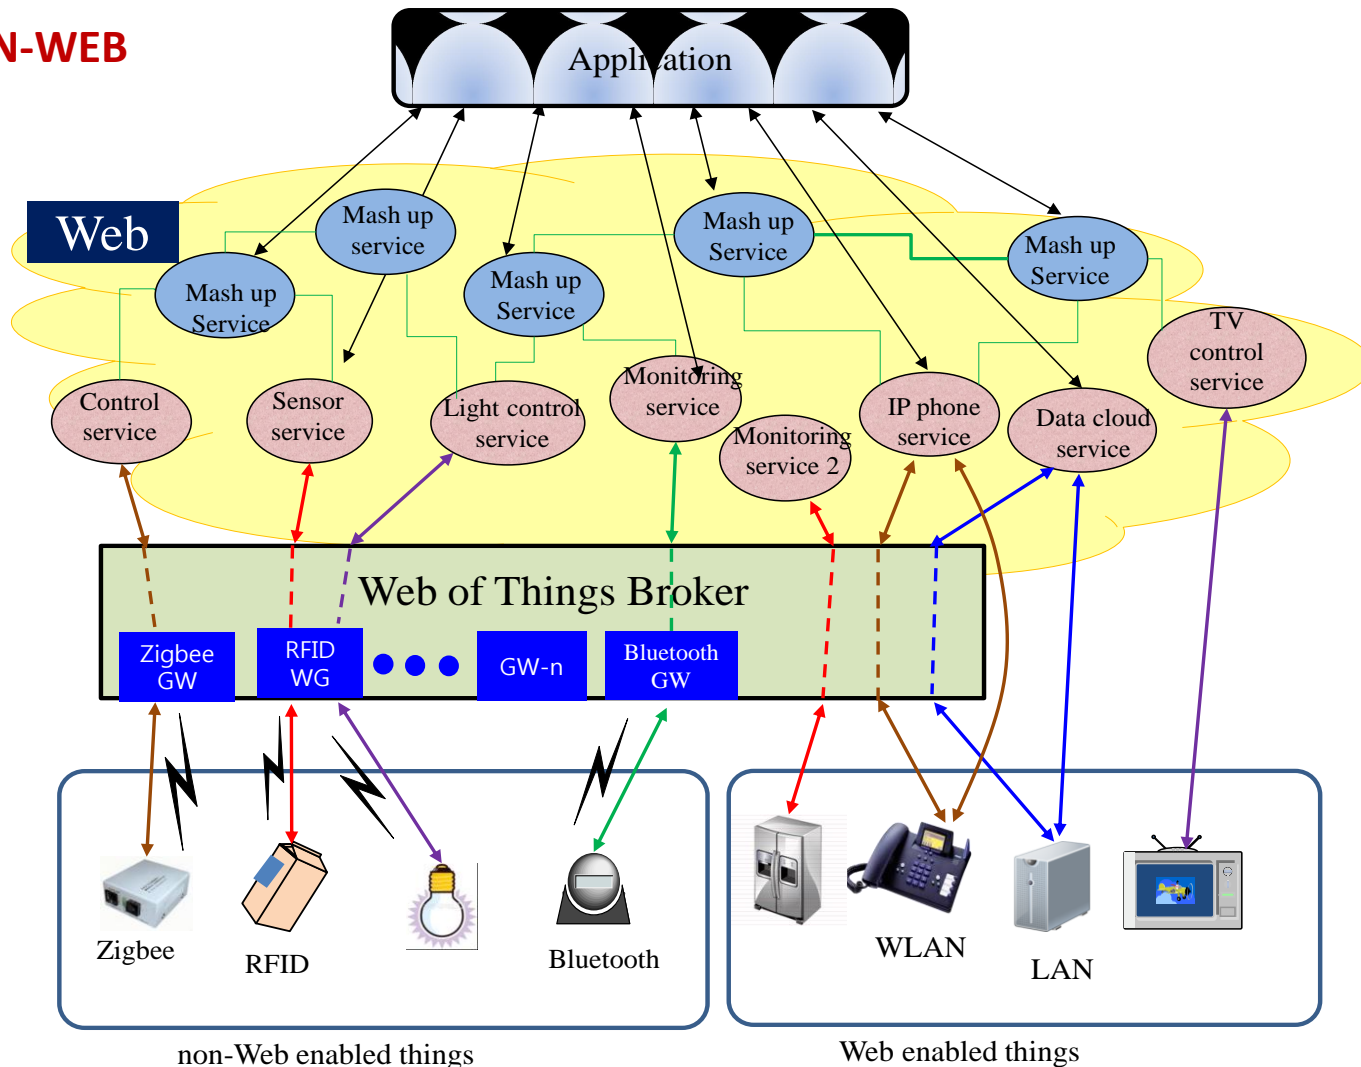 N-WEB
Application
Web
Mash up
service
Mash up
Service
Mash up
Service
Mash up
Service
Mash up
Service
TV
control
service
Control
service
Sensor
service
Light control
service
Monitoring
service
Monitoring
service 2
IP phone
service
Data cloud
service
Web of Things Broker
Zigbee
GW
RFID
WG
GW-n
Bluetooth
GW
Zigbee
RFID
Bluetooth
WLAN
LAN
non-Web enabled things
Web enabled things